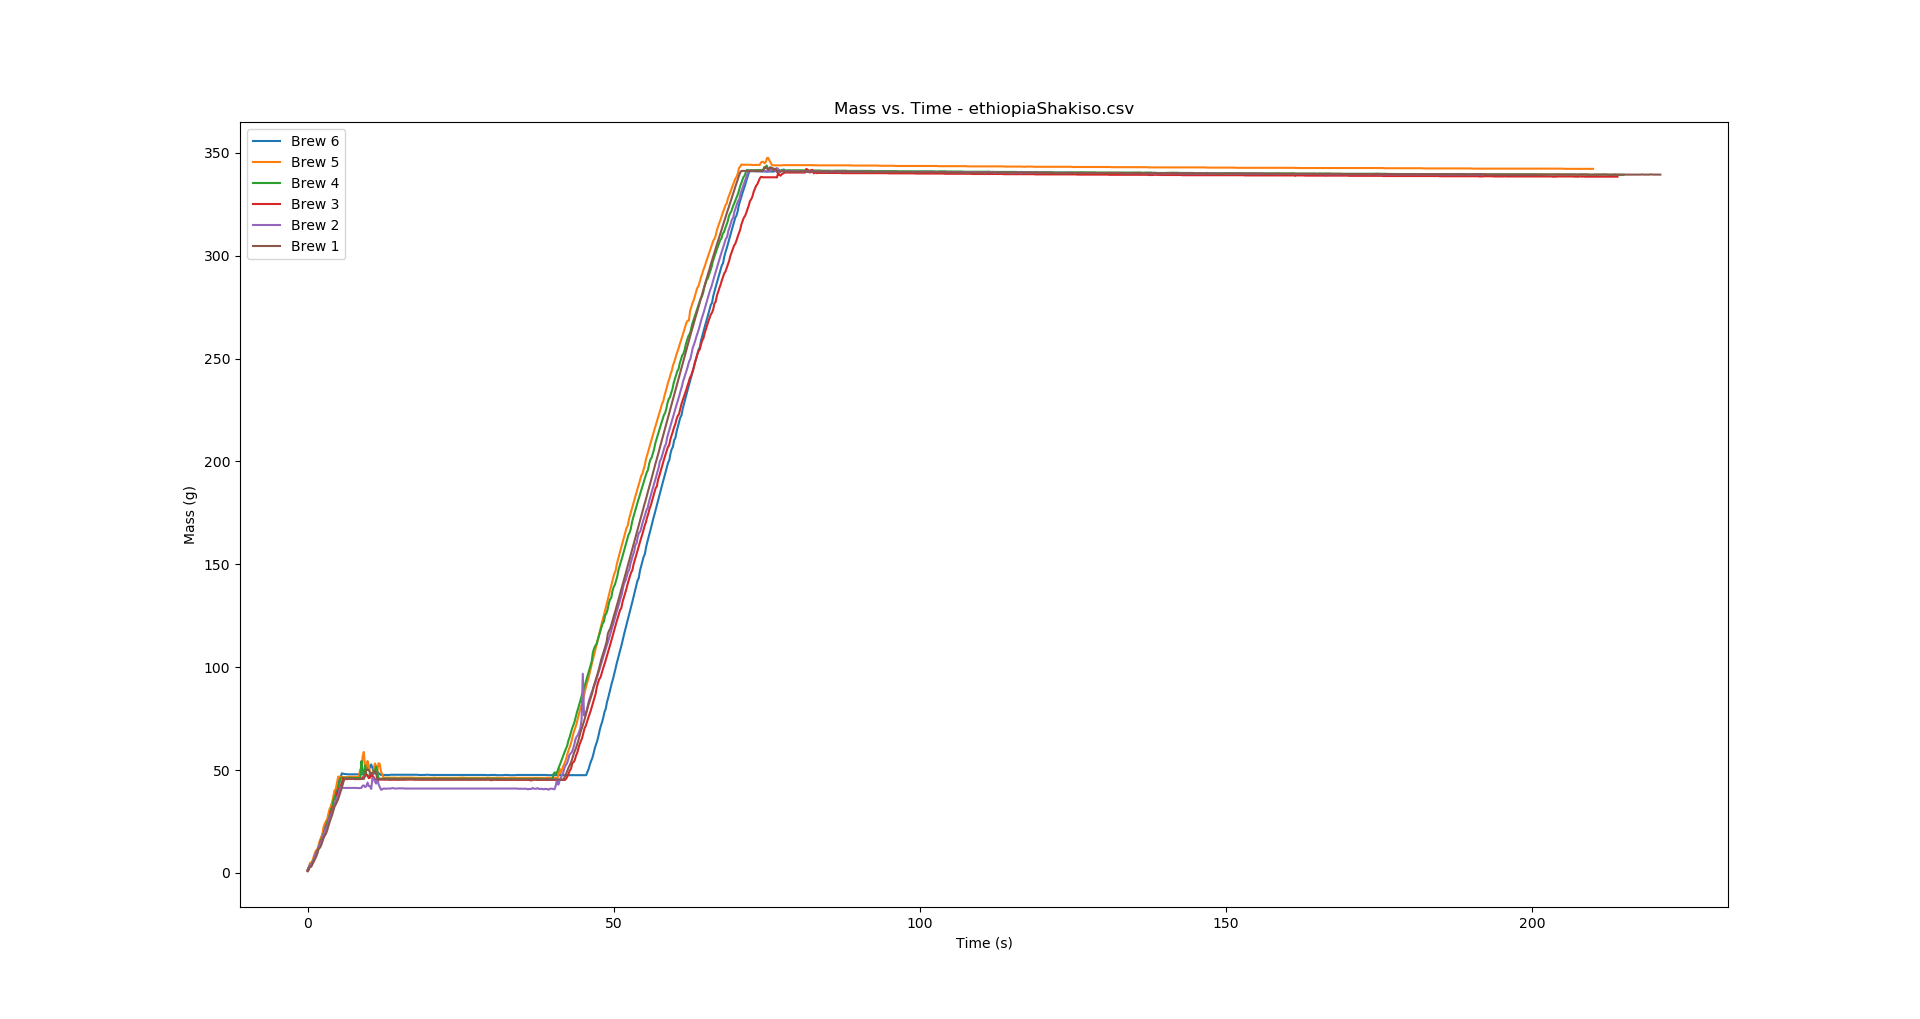 Mass vs. Time - ethiopiaShakiso.csv
Brew 6
Brew 5
Brew 4
Brew 3
Brew 2
Brew 1
350
300
250
200
150
100
50
0
Mass (g)
0 50 100 150 200
Time (s)